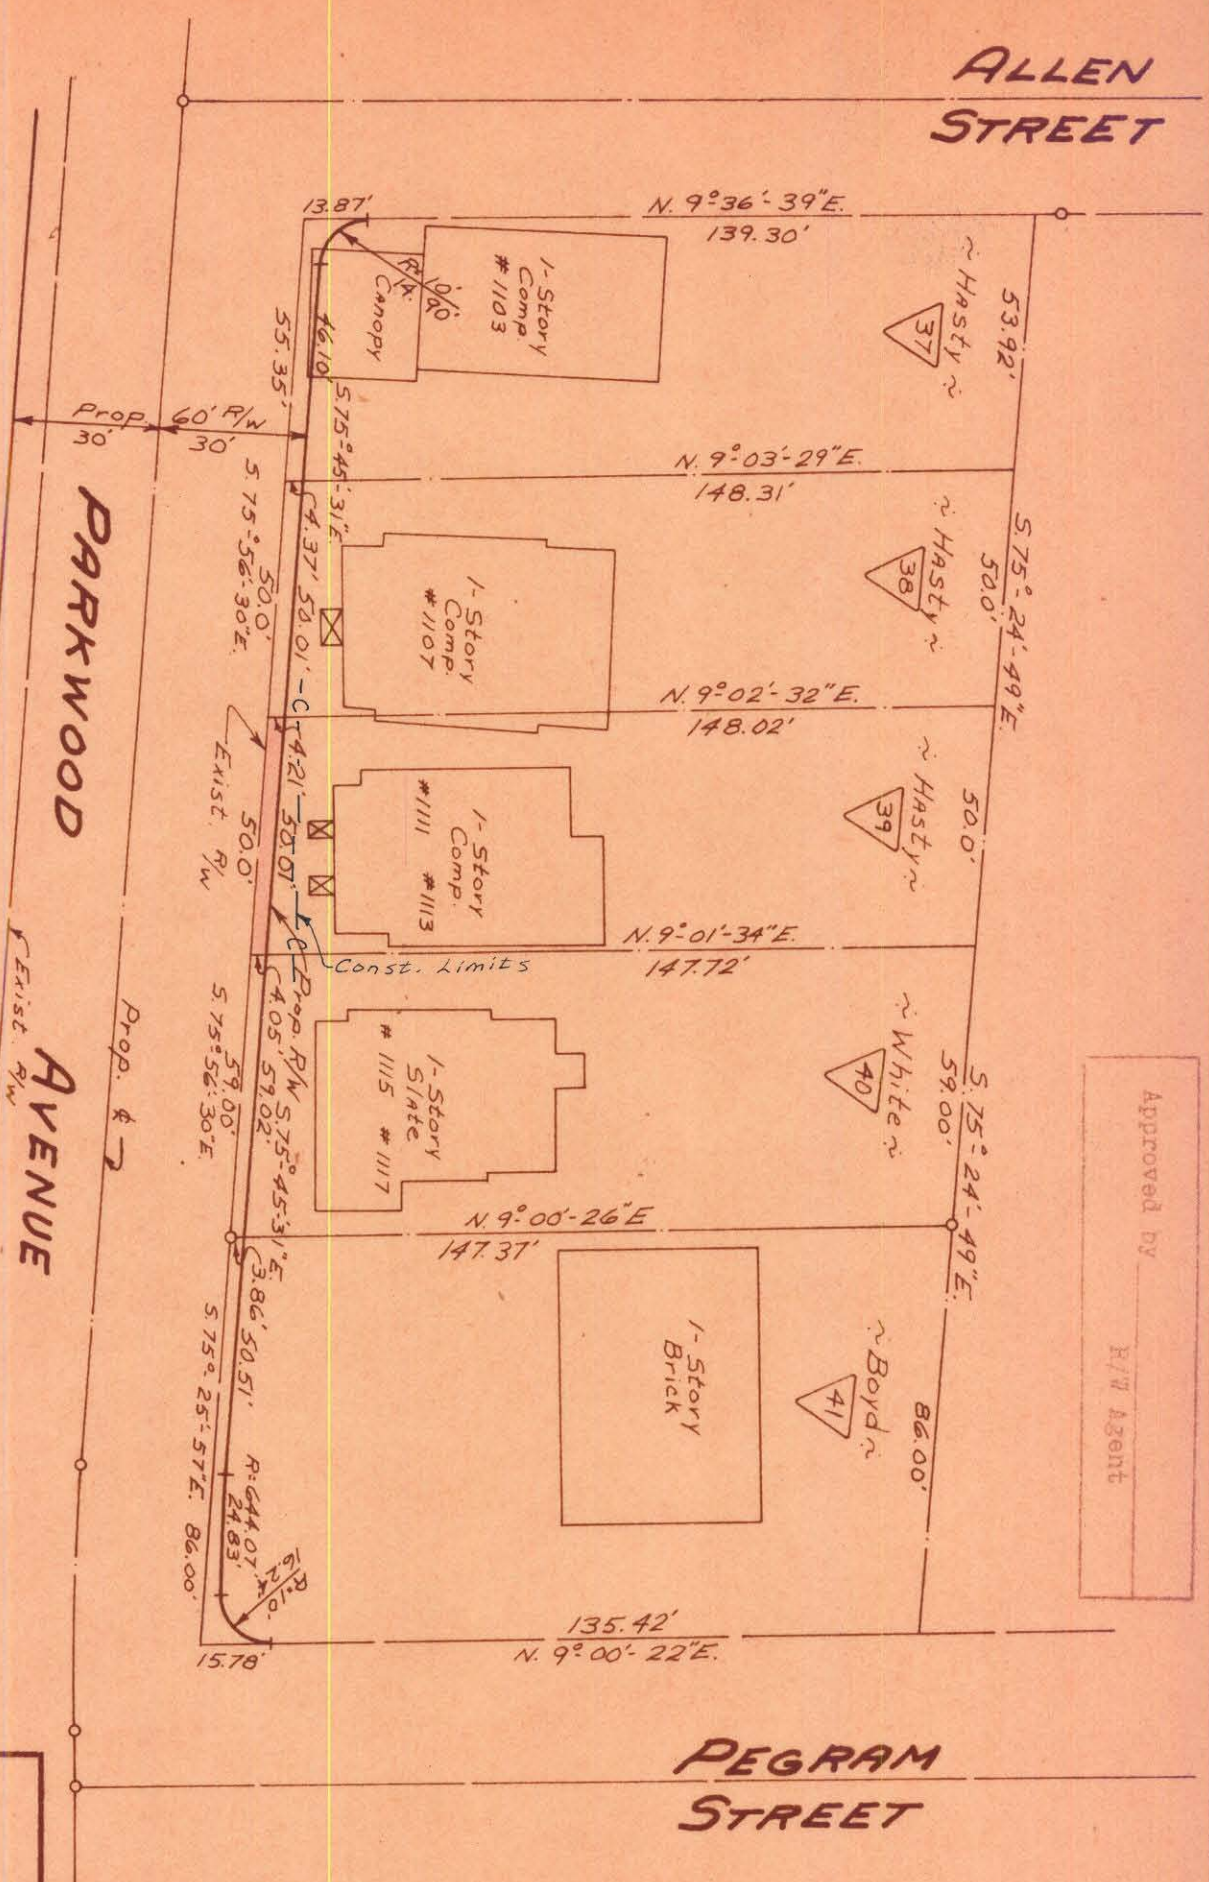 ALLEN
STREET
13.87'
N. 9°-36'-39"E.
139.30'
1-Story
Comp.
#1103
Canopy
~ Hasty ~
37
53.92'
46.10'
S.75°-45'-31"E.
55.35'
Prop. 60' R/W
30' 30'
N. 9°-03'-29"E.
148.31'
4.37'
50.01'
50.0'
S. 75°-56'-30"E.
1-Story
Comp.
#1107
~ Hasty ~
38
S.75°-24'-49"E.
50.0'
N. 9°-02'-32"E.
148.02'
4.21'
50.01'
C
50.0'
Exist. R/W
1-Story
Comp.
#1111 #1113
~ Hasty ~
39
50.0'
N. 9°-01'-34"E.
147.72'
C
Const. Limits
Prop. R/W
4.05'
59.02'
S.75°-45'-31"E.
59.00'
S.75°-56'-30"E.
1-Story
Slate
#1115 #1117
~ White ~
40
S.75°-24'-49"E.
59.00'
N. 9°-00'-26"E
147.37'
3.86'
50.51'
S.75°-25'-57"E. 86.00'
R=644.07'
24.83'
1-Story
Brick
~ Boyd ~
41
86.00'
135.42'
N. 9°-00'-22"E.
15.78'
PARKWOOD
AVENUE
Prop. ℄
Exist. R/W
PEGRAM
STREET
Approved by
R/W Agent